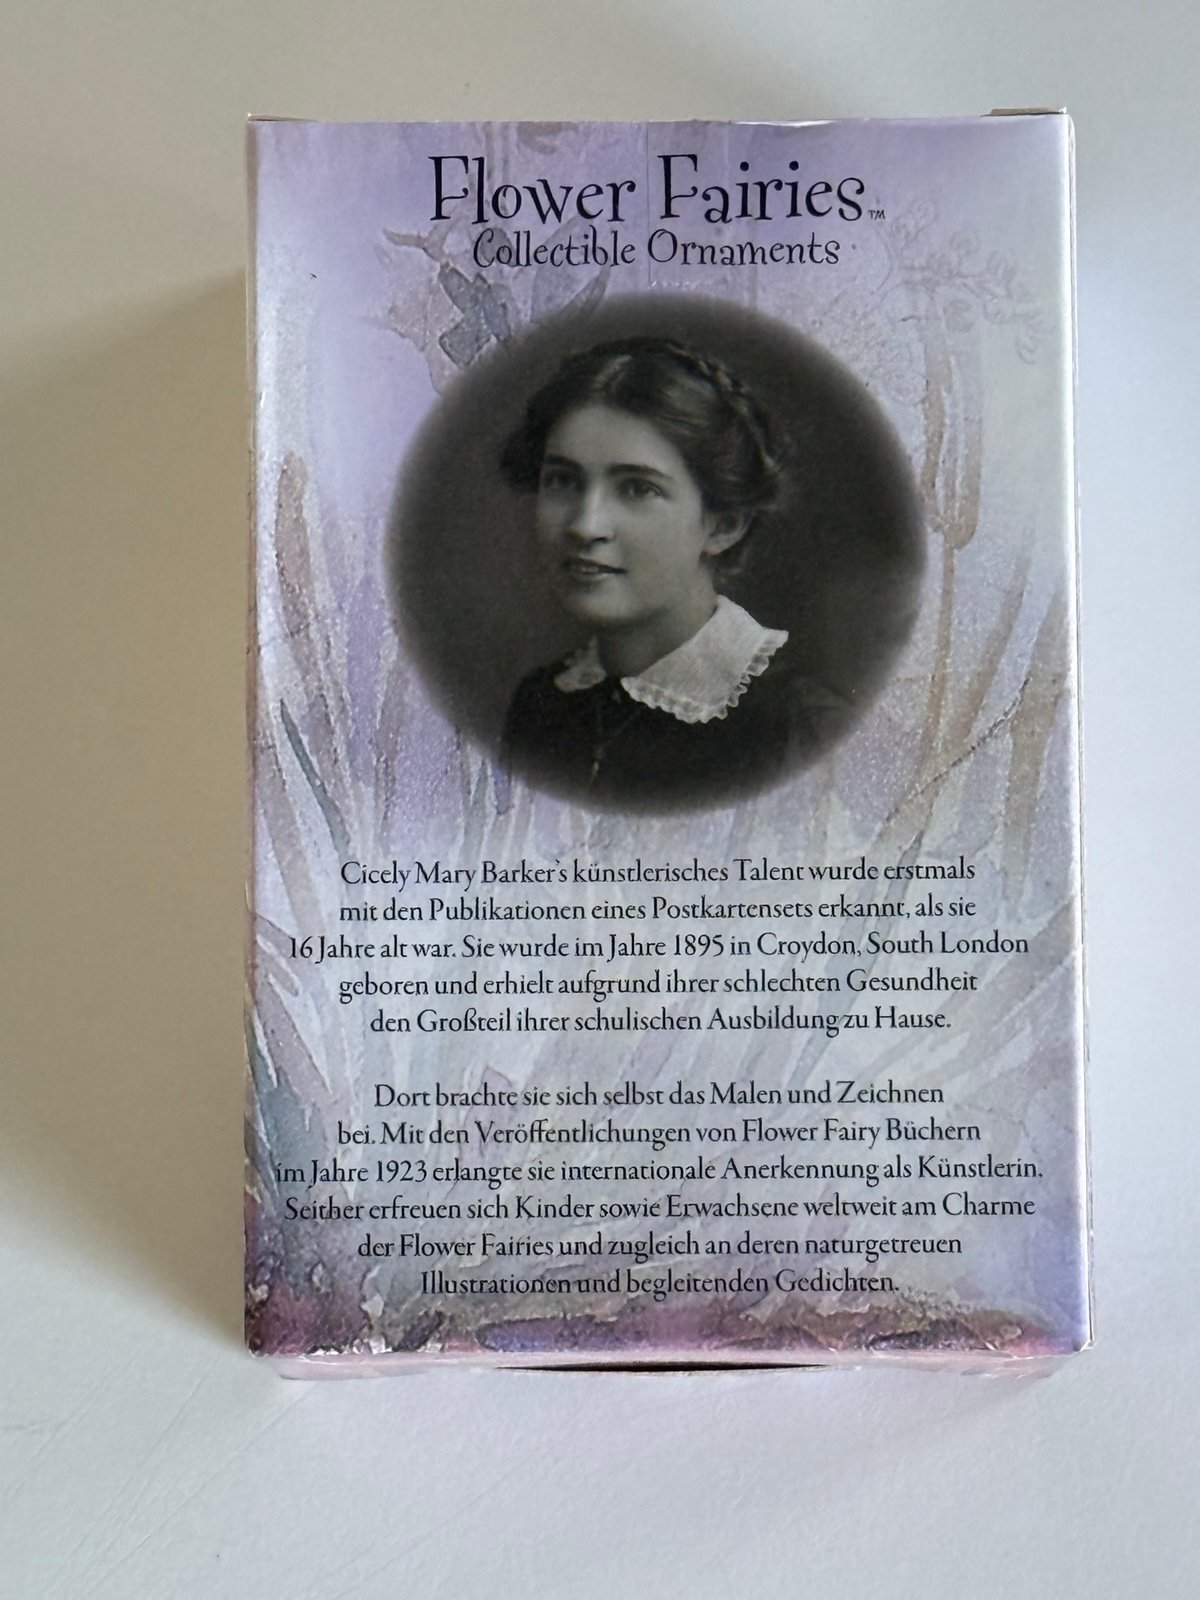 Flower Fairies™
Collectible Ornaments
Cicely Mary Barker's künstlerisches Talent wurde erstmals
mit den Publikationen eines Postkartensets erkannt, als sie
16 Jahre alt war. Sie wurde im Jahre 1895 in Croydon, South London
geboren und erhielt aufgrund ihrer schlechten Gesundheit
den Großteil ihrer schulischen Ausbildung zu Hause.
Dort brachte sie sich selbst das Malen und Zeichnen
bei. Mit den Veröffentlichungen von Flower Fairy Büchern
im Jahre 1923 erlangte sie internationale Anerkennung als Künstlerin.
Seither erfreuen sich Kinder sowie Erwachsene weltweit am Charme
der Flower Fairies und zugleich an deren naturgetreuen
Illustrationen und begleitenden Gedichten.